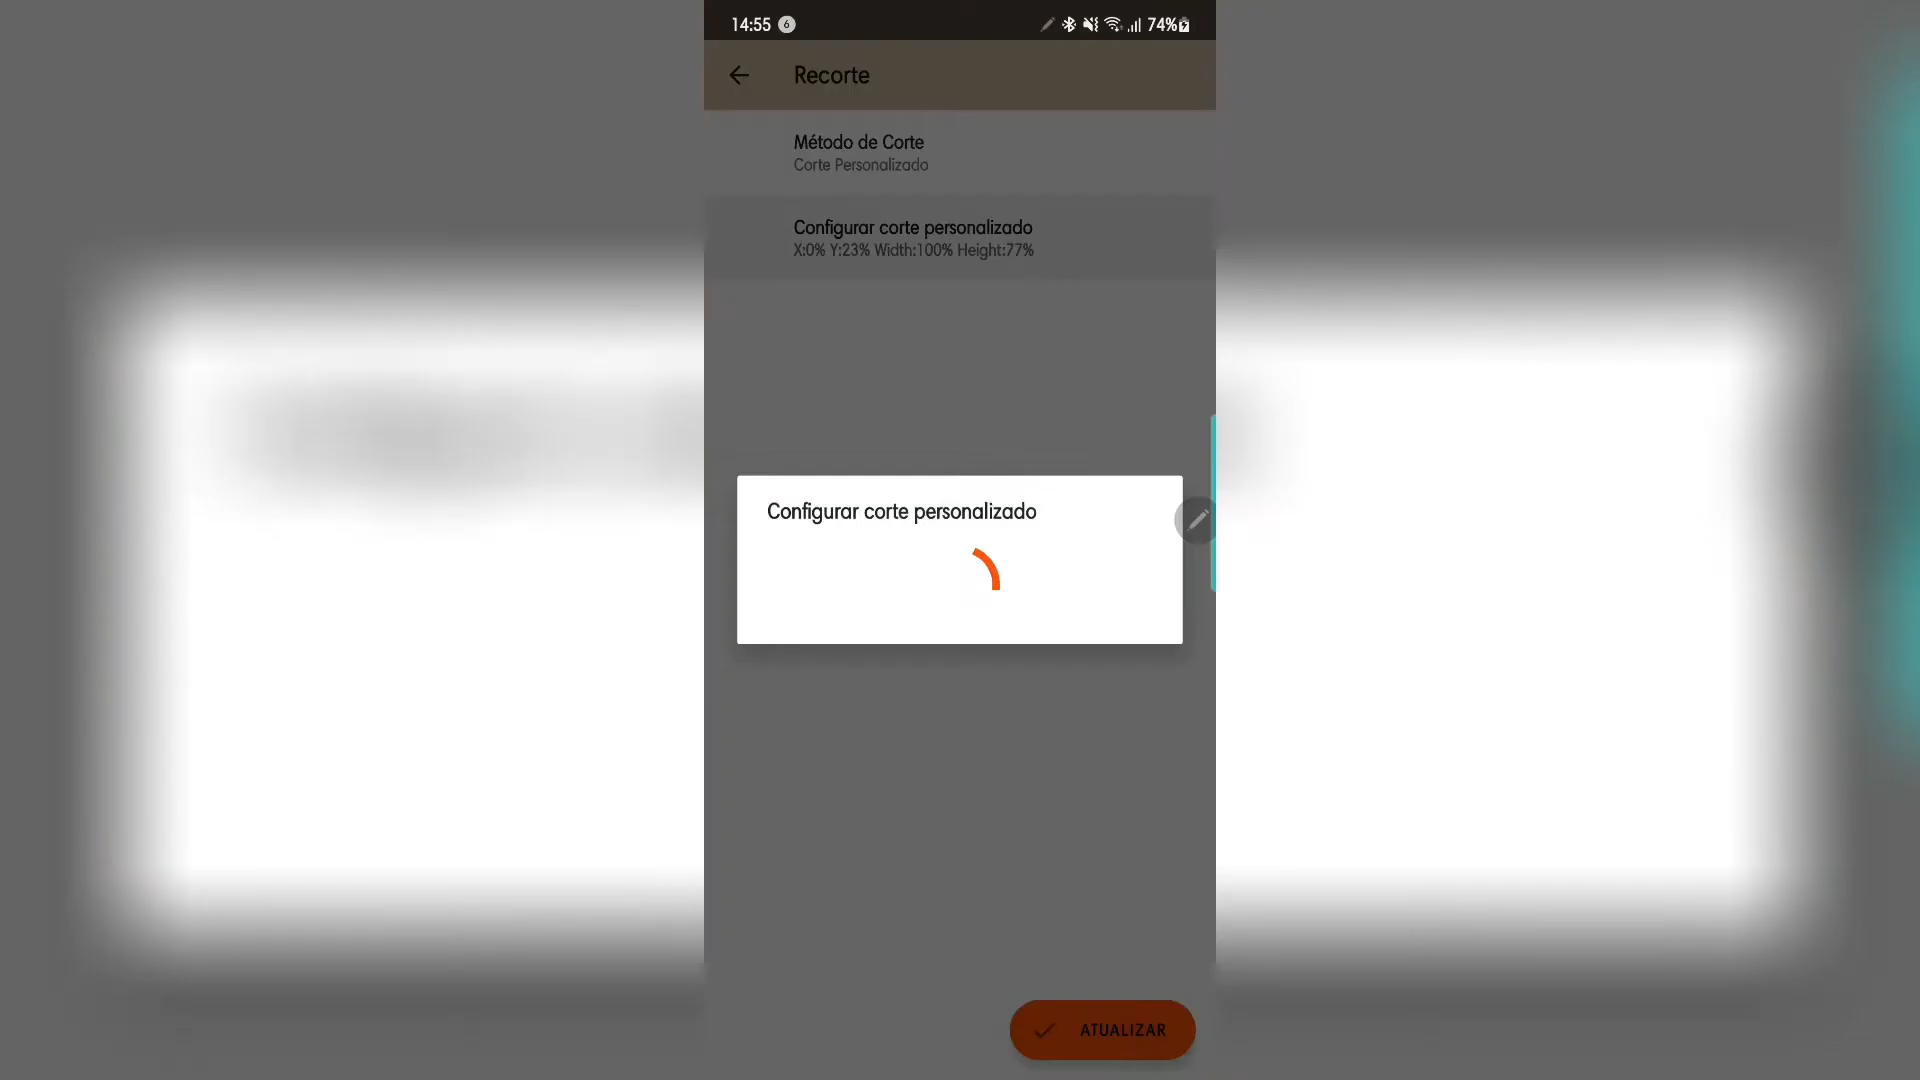 14:55 6 74%
Recorte
Método de Corte
Corte Personalizado
Configurar corte personalizado
X:0% Y:23% Width:100% Height:77%
Configurar corte personalizado
ATUALIZAR